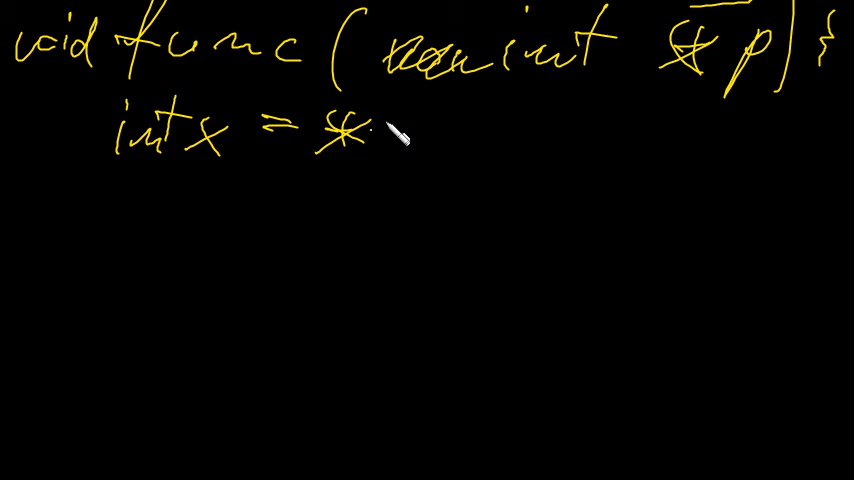 void func( int *p) {
int x = *